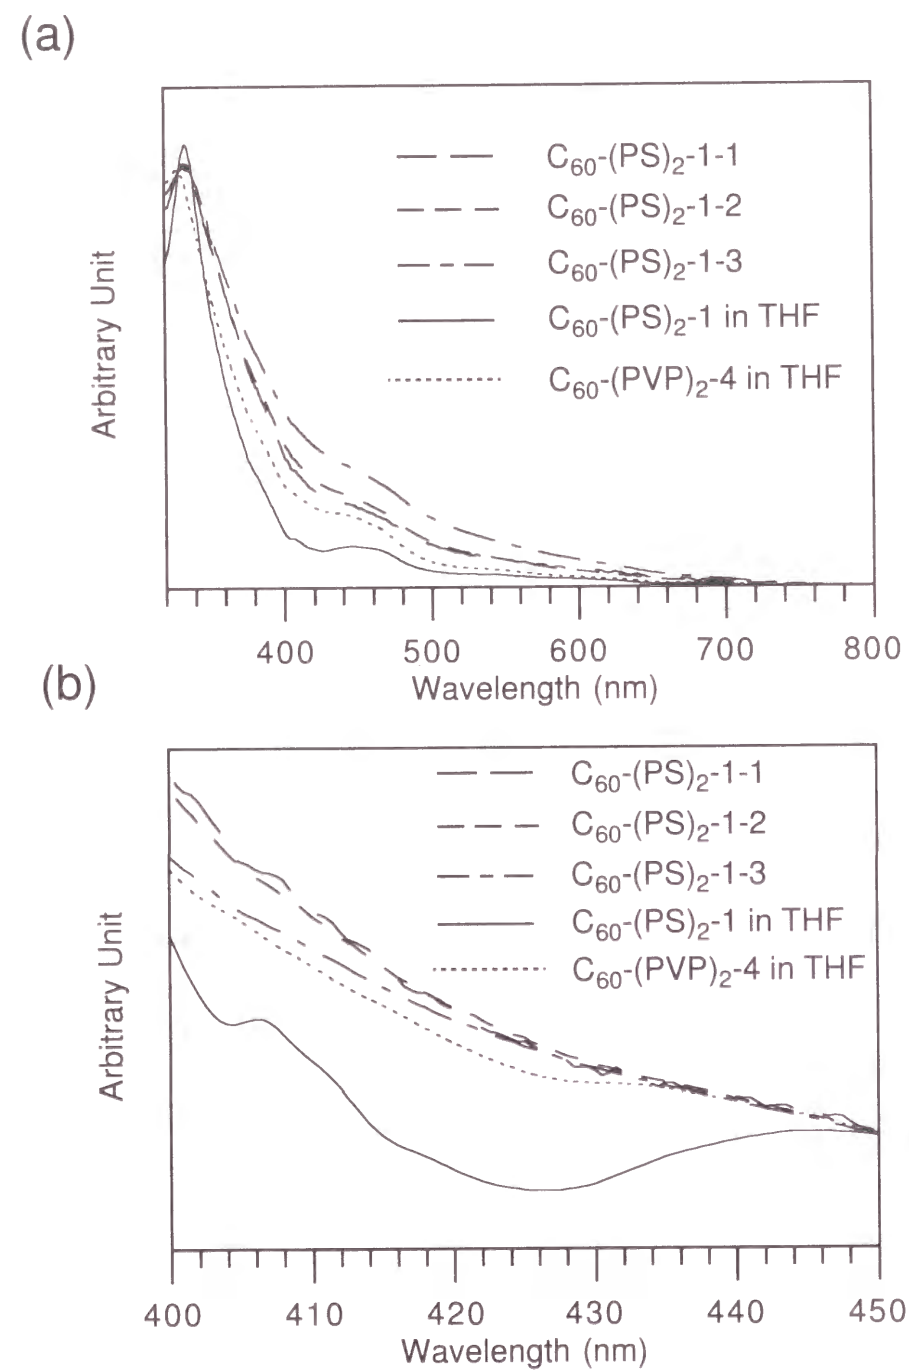 (a)
C60-(PS)2-1-1
C60-(PS)2-1-2
C60-(PS)2-1-3
C60-(PS)2-1 in THF
C60-(PVP)2-4 in THF
Arbitrary Unit
400 500 600 700 800
Wavelength (nm)
(b)
C60-(PS)2-1-1
C60-(PS)2-1-2
C60-(PS)2-1-3
C60-(PS)2-1 in THF
C60-(PVP)2-4 in THF
Arbitrary Unit
400 410 420 430 440 450
Wavelength (nm)